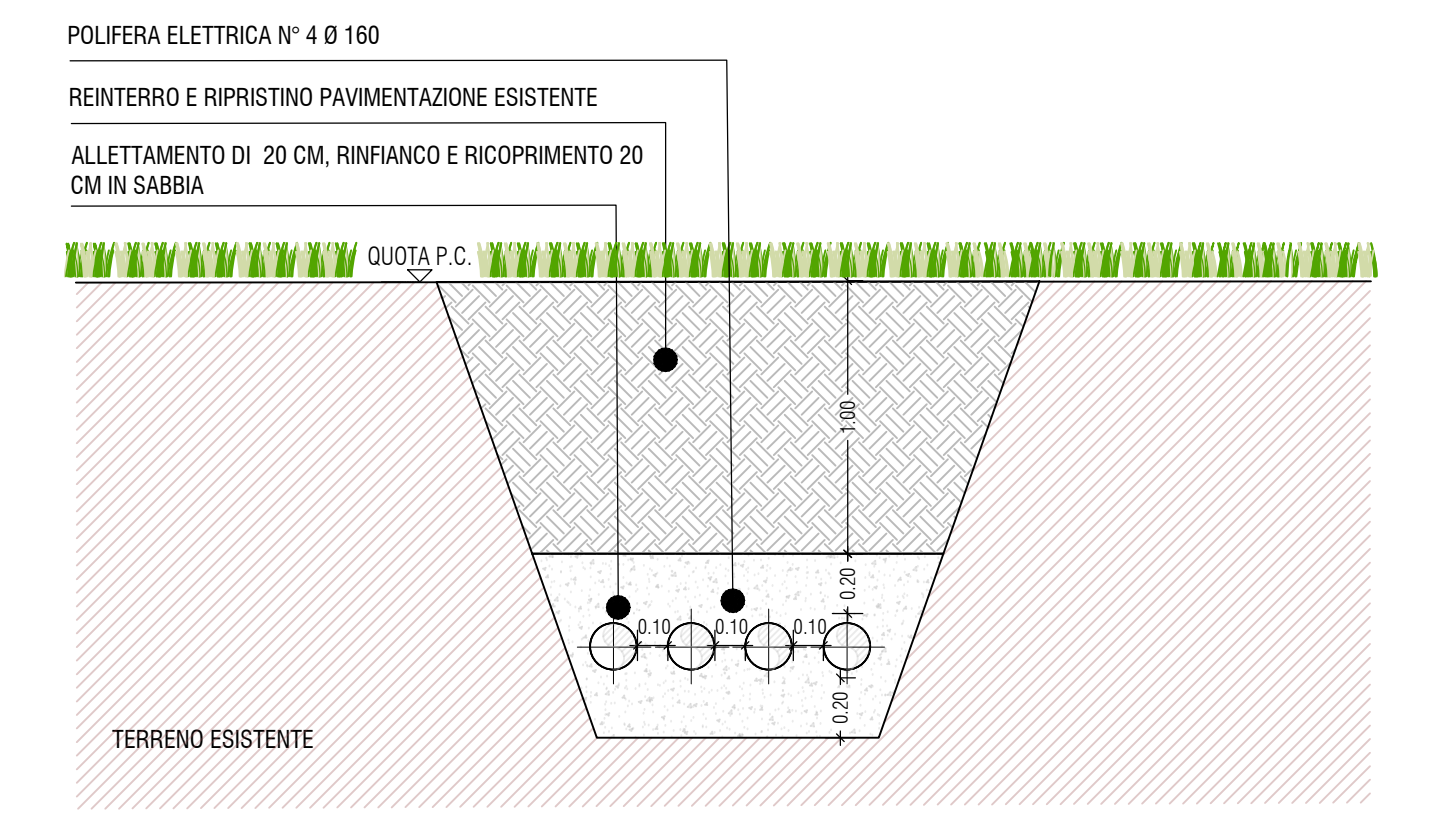 POLIFERA ELETTRICA N° 4 Ø 160
REINTERRO E RIPRISTINO PAVIMENTAZIONE ESISTENTE
ALLETTAMENTO DI 20 CM, RINFIANCO E RICOPRIMENTO 20
CM IN SABBIA
QUOTA P.C.
1.00
0.20
0.10
0.10
0.10
0.20
TERRENO ESISTENTE